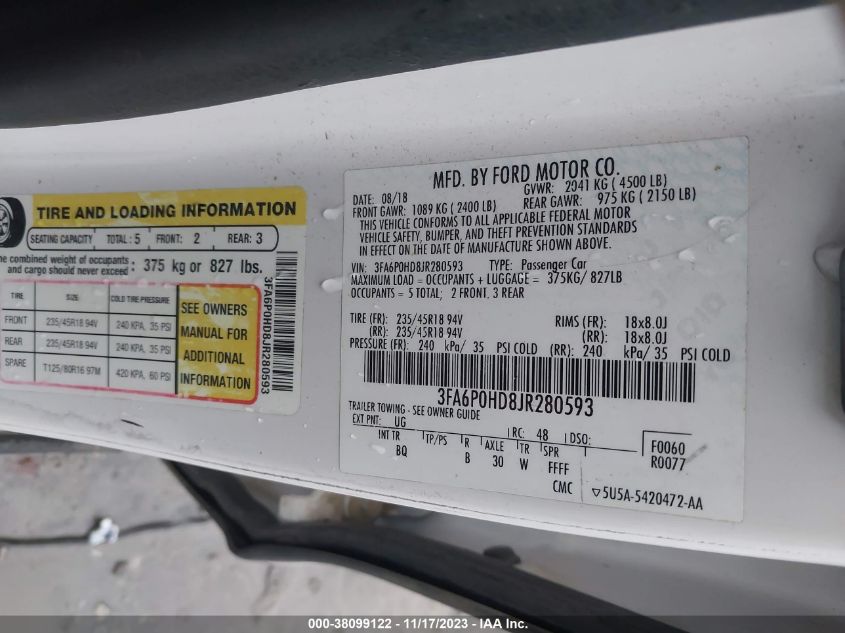 TIRE AND LOADING INFORMATION
SEATING CAPACITY TOTAL: 5 FRONT: 2 REAR: 3
combined weight of occupants and cargo should never exceed: 375 kg or 827 lbs.
TIRE SIZE COLD TIRE PRESSURE
FRONT 235/45R18 94V 240 KPA, 35 PSI
REAR 235/45R18 94V 240 KPA, 35 PSI
SPARE T125/80R16 97M 420 KPA, 60 PSI
SEE OWNERS
MANUAL FOR
ADDITIONAL
INFORMATION
3FA6P0HD8JR280593
MFD. BY FORD MOTOR CO.
DATE: 08/18 GVWR: 2041 KG ( 4500 LB)
FRONT GAWR: 1089 KG ( 2400 LB) REAR GAWR: 975 KG ( 2150 LB)
THIS VEHICLE CONFORMS TO ALL APPLICABLE FEDERAL MOTOR
VEHICLE SAFETY, BUMPER, AND THEFT PREVENTION STANDARDS
IN EFFECT ON THE DATE OF MANUFACTURE SHOWN ABOVE.
VIN: 3FA6P0HD8JR280593 TYPE: Passenger Car
MAXIMUM LOAD = OCCUPANTS + LUGGAGE = 375KG/ 827LB
OCCUPANTS = 5 TOTAL; 2 FRONT, 3 REAR
TIRE (FR): 235/45R18 94V RIMS (FR): 18x8.0J
(RR): 235/45R18 94V (RR): 18x8.0J
PRESSURE (FR): 240 kPa/ 35 PSI COLD (RR): 240 kPa/ 35 PSI COLD
3FA6P0HD8JR280593
TRAILER TOWING - SEE OWNER GUIDE
EXT PNT: UG RC: 48 DSO: F0060
R0077
INT TR TP/PS R AXLE TR SPR
BQ B 30 W FFFF
CMC 5U5A-5420472-AA
000-38099122 - 11/17/2023 - IAA Inc.